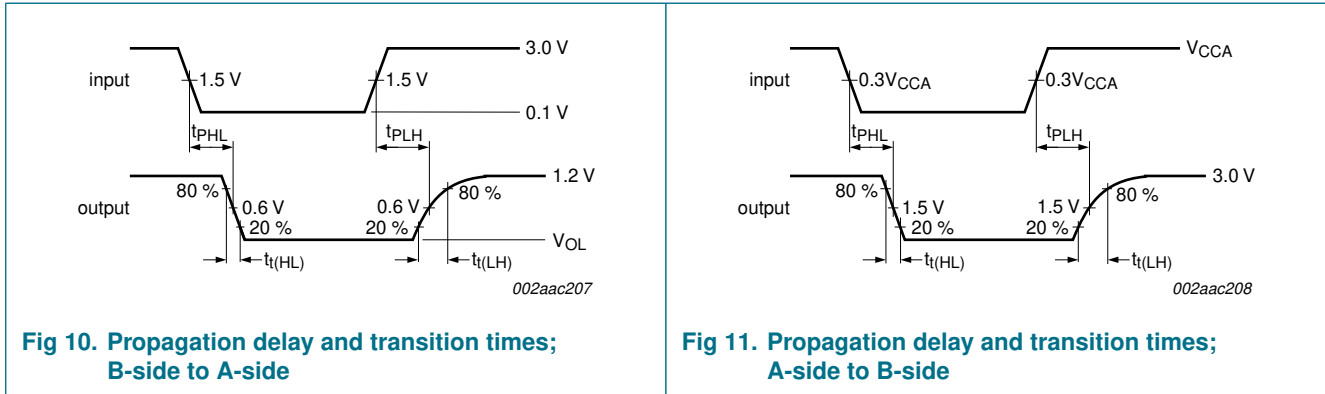 3.0 V
input
1.5 V
1.5 V
0.1 V
tPHL
tPLH
1.2 V
80 %
80 %
output
0.6 V
0.6 V
20 %
20 %
VOL
tt(HL)
tt(LH)
002aac207
Fig 10. Propagation delay and transition times;
B-side to A-side
VCCA
input
0.3VCCA
0.3VCCA
tPHL
tPLH
3.0 V
80 %
80 %
output
1.5 V
1.5 V
20 %
20 %
tt(HL)
tt(LH)
002aac208
Fig 11. Propagation delay and transition times;
A-side to B-side